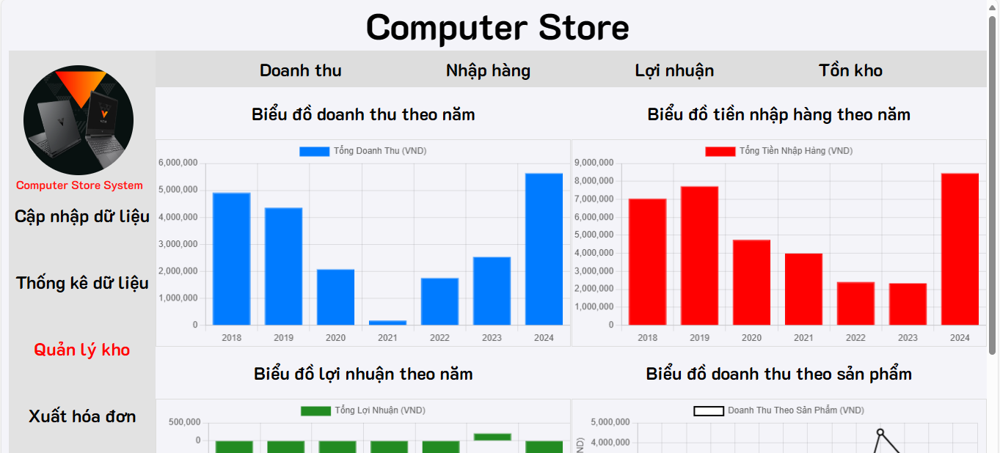 Computer Store
Doanh thu Nhập hàng Lợi nhuận Tồn kho
Computer Store System
Cập nhập dữ liệu
Thống kê dữ liệu
Quản lý kho
Xuất hóa đơn
Biểu đồ doanh thu theo năm
Tổng Doanh Thu (VND)
6,000,000
5,000,000
4,000,000
3,000,000
2,000,000
1,000,000
0
2018 2019 2020 2021 2022 2023 2024
Biểu đồ tiền nhập hàng theo năm
Tổng Tiền Nhập Hàng (VND)
9,000,000
8,000,000
7,000,000
6,000,000
5,000,000
4,000,000
3,000,000
2,000,000
1,000,000
0
2018 2019 2020 2021 2022 2023 2024
Biểu đồ lợi nhuận theo năm
Tổng Lợi Nhuận (VND)
500,000
0
Biểu đồ doanh thu theo sản phẩm
Doanh Thu Theo Sản Phẩm (VND)
5,000,000
4,000,000